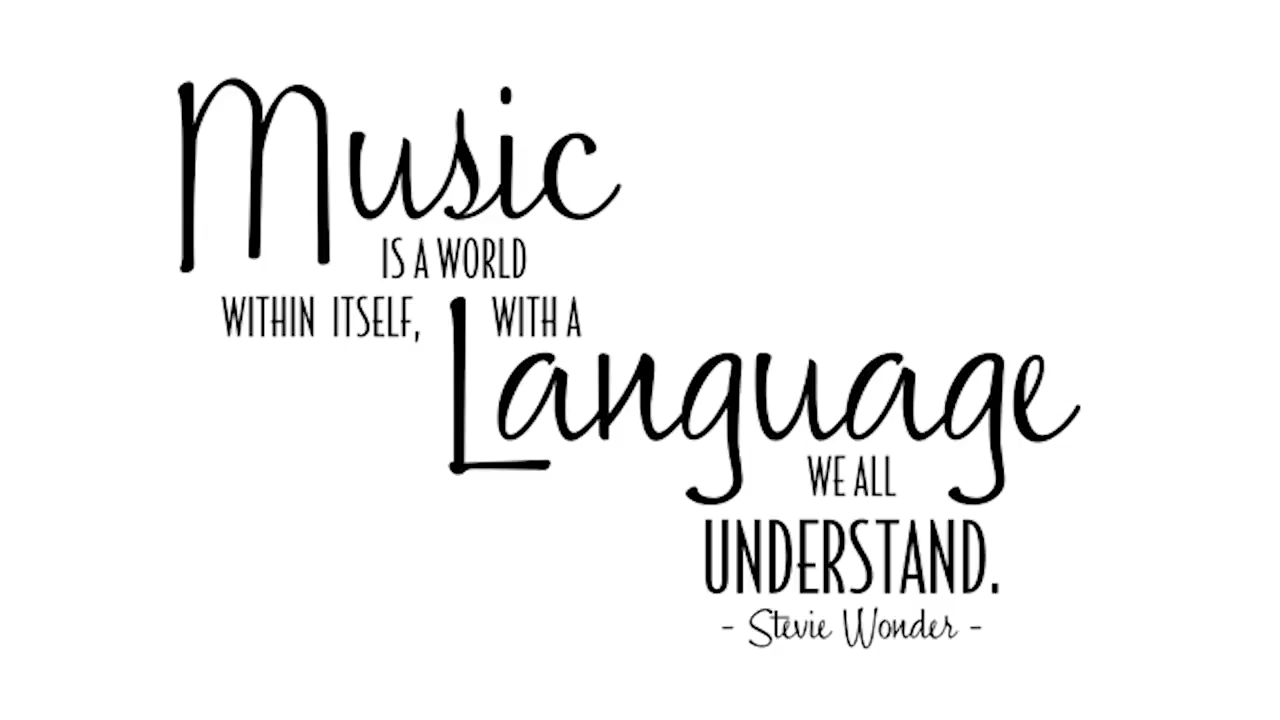 Music
IS A WORLD
WITHIN ITSELF, WITH A
Language
WE ALL
UNDERSTAND.
- Stevie Wonder -